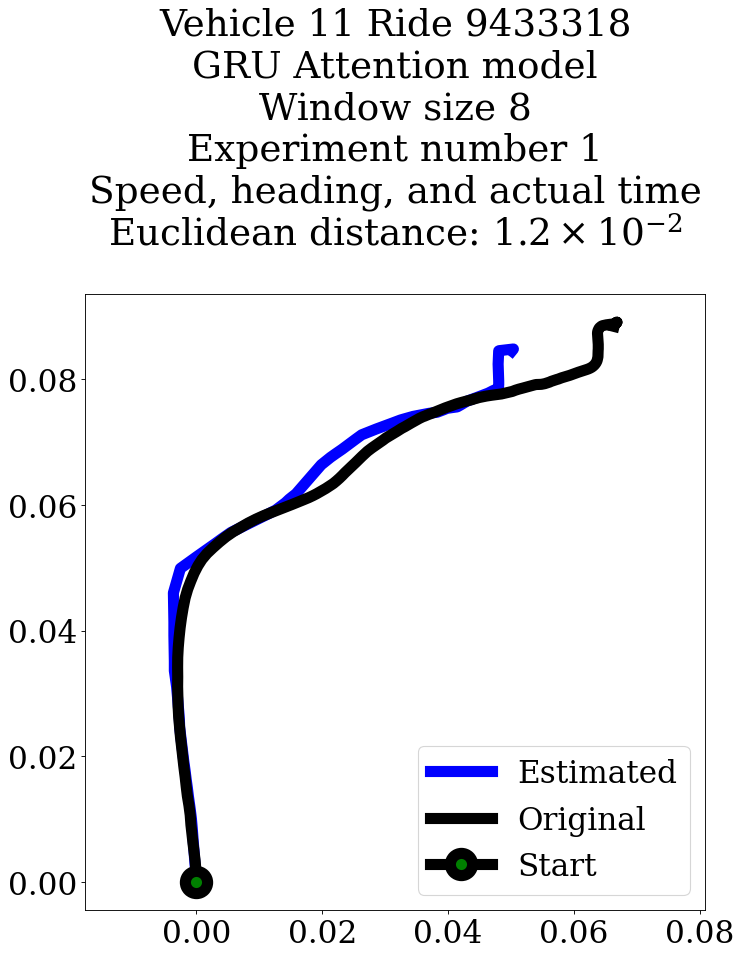 Vehicle 11 Ride 9433318
GRU Attention model
Window size 8
Experiment number 1
Speed, heading, and actual time
Euclidean distance: 1.2 × 10⁻²
0.08
0.06
0.04
0.02
0.00
Estimated
Original
Start
0.00 0.02 0.04 0.06 0.08